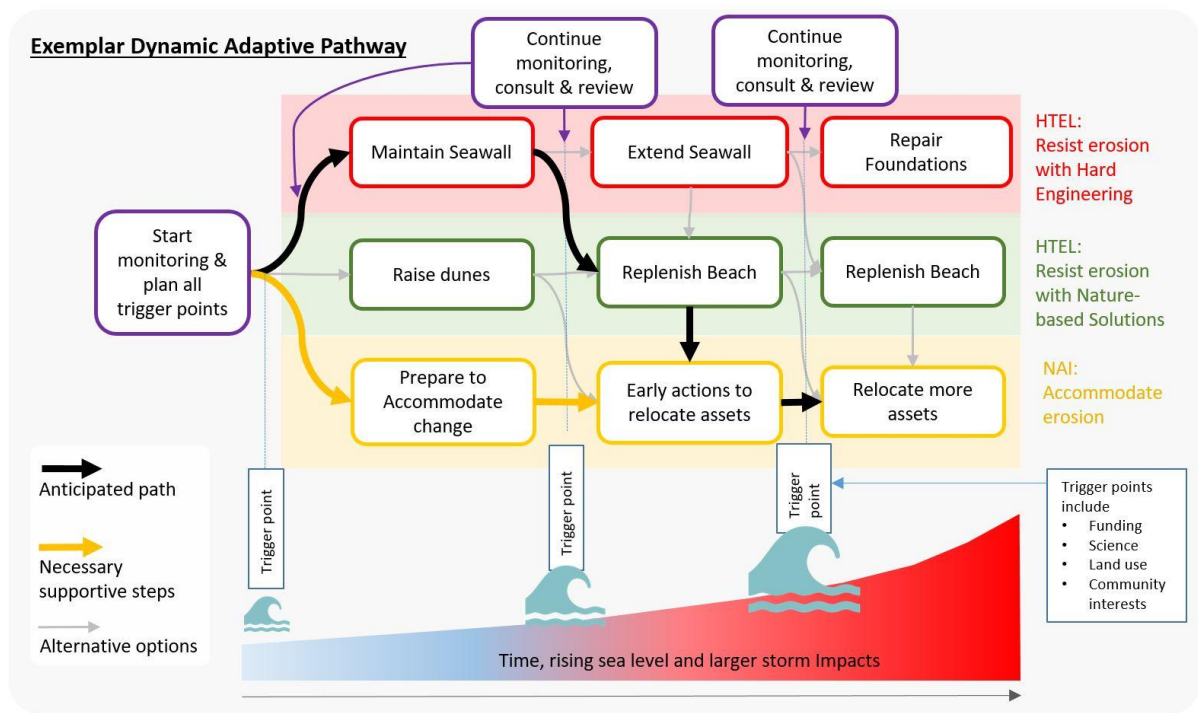 Exemplar Dynamic Adaptive Pathway
Continue
monitoring,
consult & review
Continue
monitoring,
consult & review
Maintain Seawall
Extend Seawall
Repair
Foundations
HTEL:
Resist erosion
with Hard
Engineering
Start
monitoring &
plan all
trigger points
Raise dunes
Replenish Beach
Replenish Beach
HTEL:
Resist erosion
with Nature-
based Solutions
Prepare to
Accommodate
change
Early actions to
relocate assets
Relocate more
assets
NAI:
Accommodate
erosion
Anticipated path
Necessary
supportive steps
Alternative options
Trigger point
Trigger point
Trigger
point
Trigger points
include
• Funding
• Science
• Land use
• Community
interests
Time, rising sea level and larger storm Impacts